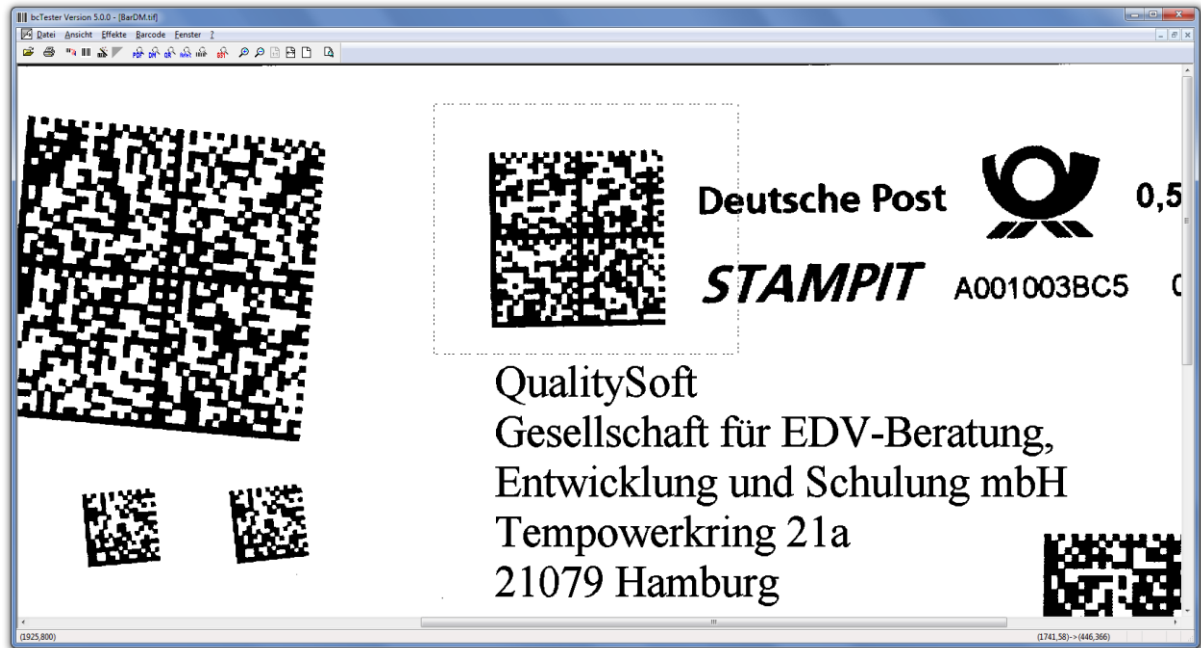 bcTester Version 5.0.0 - [BarDM.tif]
Datei Ansicht Effekte Barcode Fenster ?
Deutsche Post 0,5
STAMPIT A001003BC5
QualitySoft
Gesellschaft für EDV-Beratung,
Entwicklung und Schulung mbH
Tempowerkring 21a
21079 Hamburg
(1925,800) (1741,58)->(446,366)